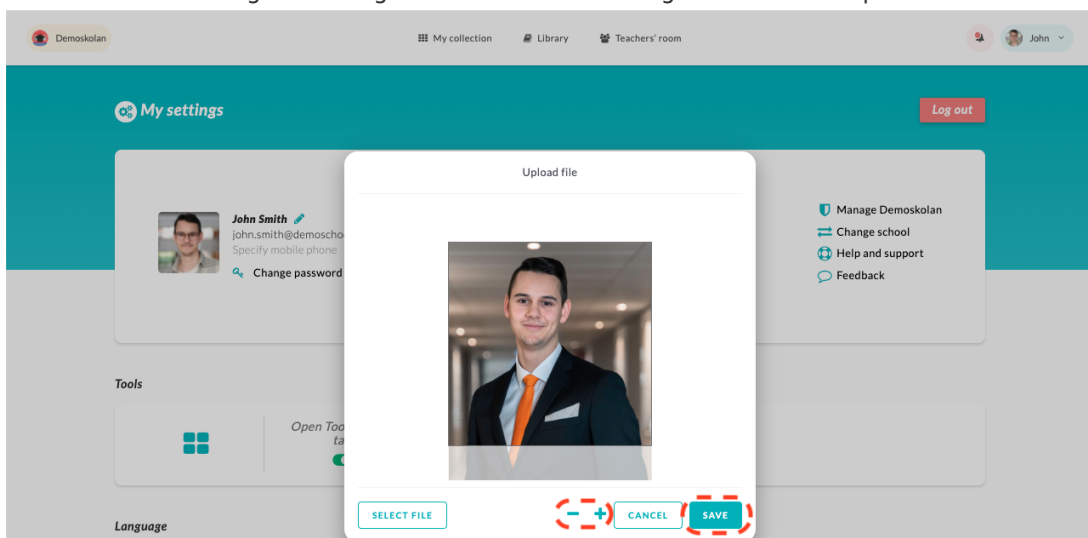 Demoskolan
My collection
Library
Teachers' room
John
My settings
Log out
Upload file
John Smith
john.smith@demoscho
Specify mobile phone
Change password
Manage Demoskolan
Change school
Help and support
Feedback
Tools
Open Too
ta
Language
SELECT FILE
- +
CANCEL
SAVE